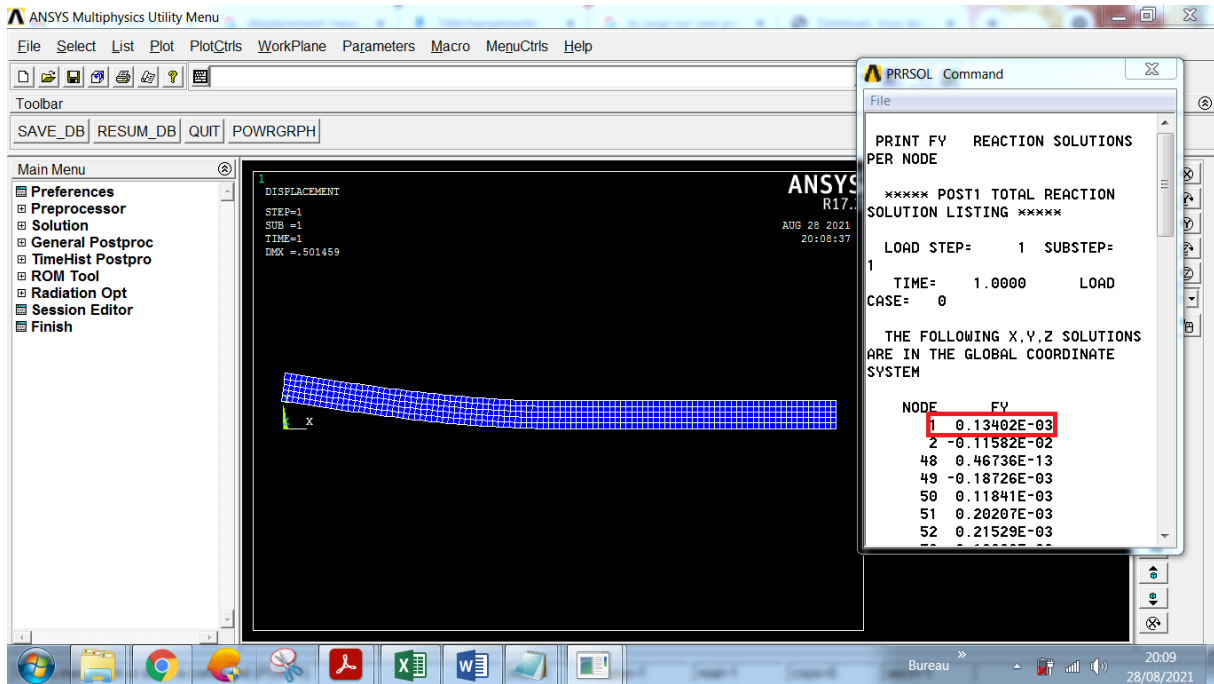 ANSYS Multiphysics Utility Menu
File Select List Plot PlotCtrls WorkPlane Parameters Macro MenuCtrls Help
Toolbar
SAVE_DB RESUM_DB QUIT POWRGRPH
Main Menu
Preferences
Preprocessor
Solution
General Postproc
TimeHist Postpro
ROM Tool
Radiation Opt
Session Editor
Finish
1
DISPLACEMENT
STEP=1
SUB =1
TIME=1
DMX =.501459
ANSYS
R17.
AUG 28 2021
20:08:37
X
PRRSOL Command
File
PRINT FY REACTION SOLUTIONS
PER NODE
***** POST1 TOTAL REACTION
SOLUTION LISTING *****
LOAD STEP= 1 SUBSTEP=
1
TIME= 1.0000 LOAD
CASE= 0
THE FOLLOWING X,Y,Z SOLUTIONS
ARE IN THE GLOBAL COORDINATE
SYSTEM
NODE FY
1 0.13402E-03
2 -0.11582E-02
48 0.46736E-13
49 -0.18726E-03
50 0.11841E-03
51 0.20207E-03
52 0.21529E-03
Bureau
20:09
28/08/2021